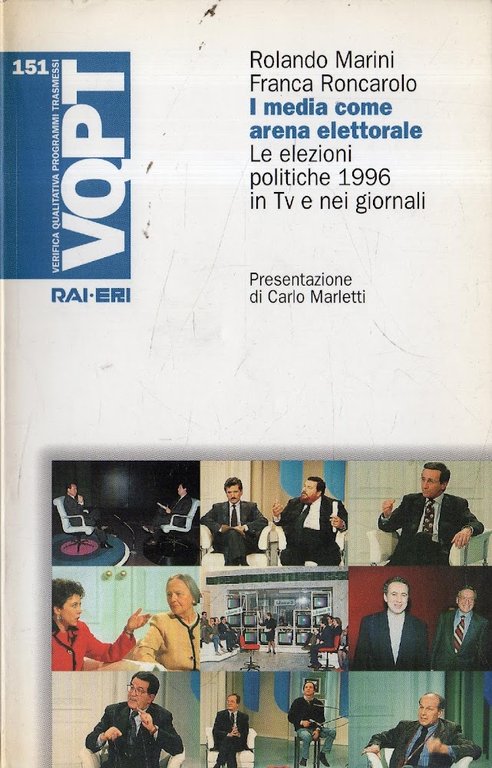 151
VERIFICA QUALITATIVA PROGRAMMI TRASMESSI
VQPT
RAI-ERI
Rolando Marini
Franca Roncarolo
I media come
arena elettorale
Le elezioni
politiche 1996
in Tv e nei giornali
Presentazione
di Carlo Marletti